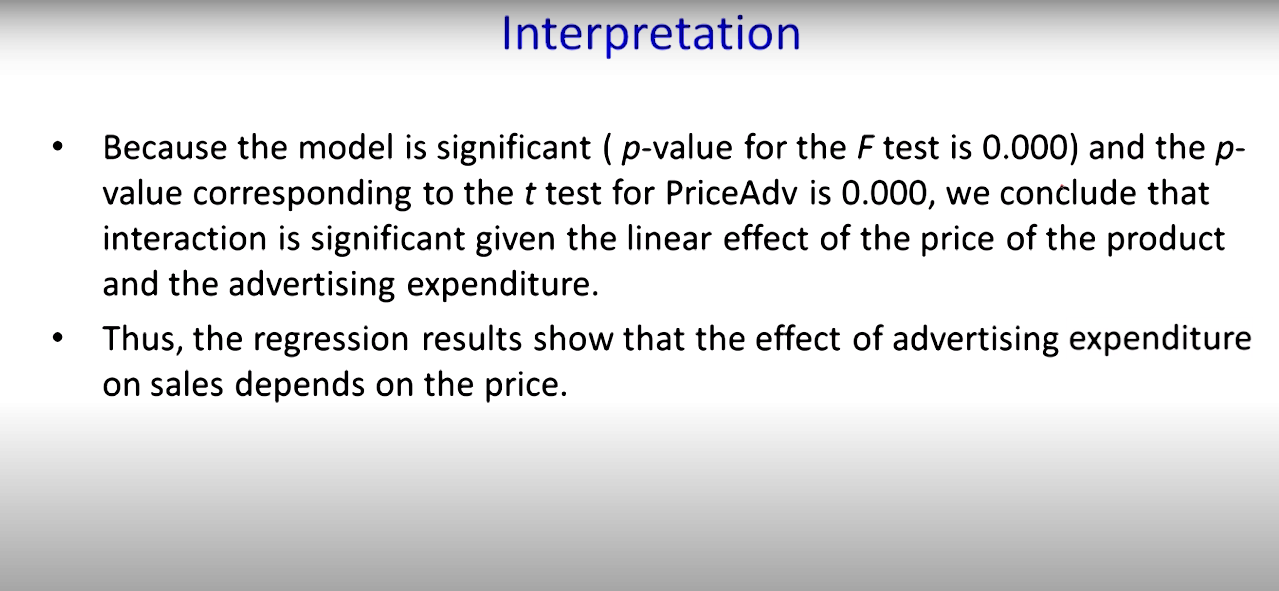 Interpretation
• Because the model is significant ( p-value for the F test is 0.000) and the p-
value corresponding to the t test for PriceAdv is 0.000, we conclude that
interaction is significant given the linear effect of the price of the product
and the advertising expenditure.
• Thus, the regression results show that the effect of advertising expenditure
on sales depends on the price.